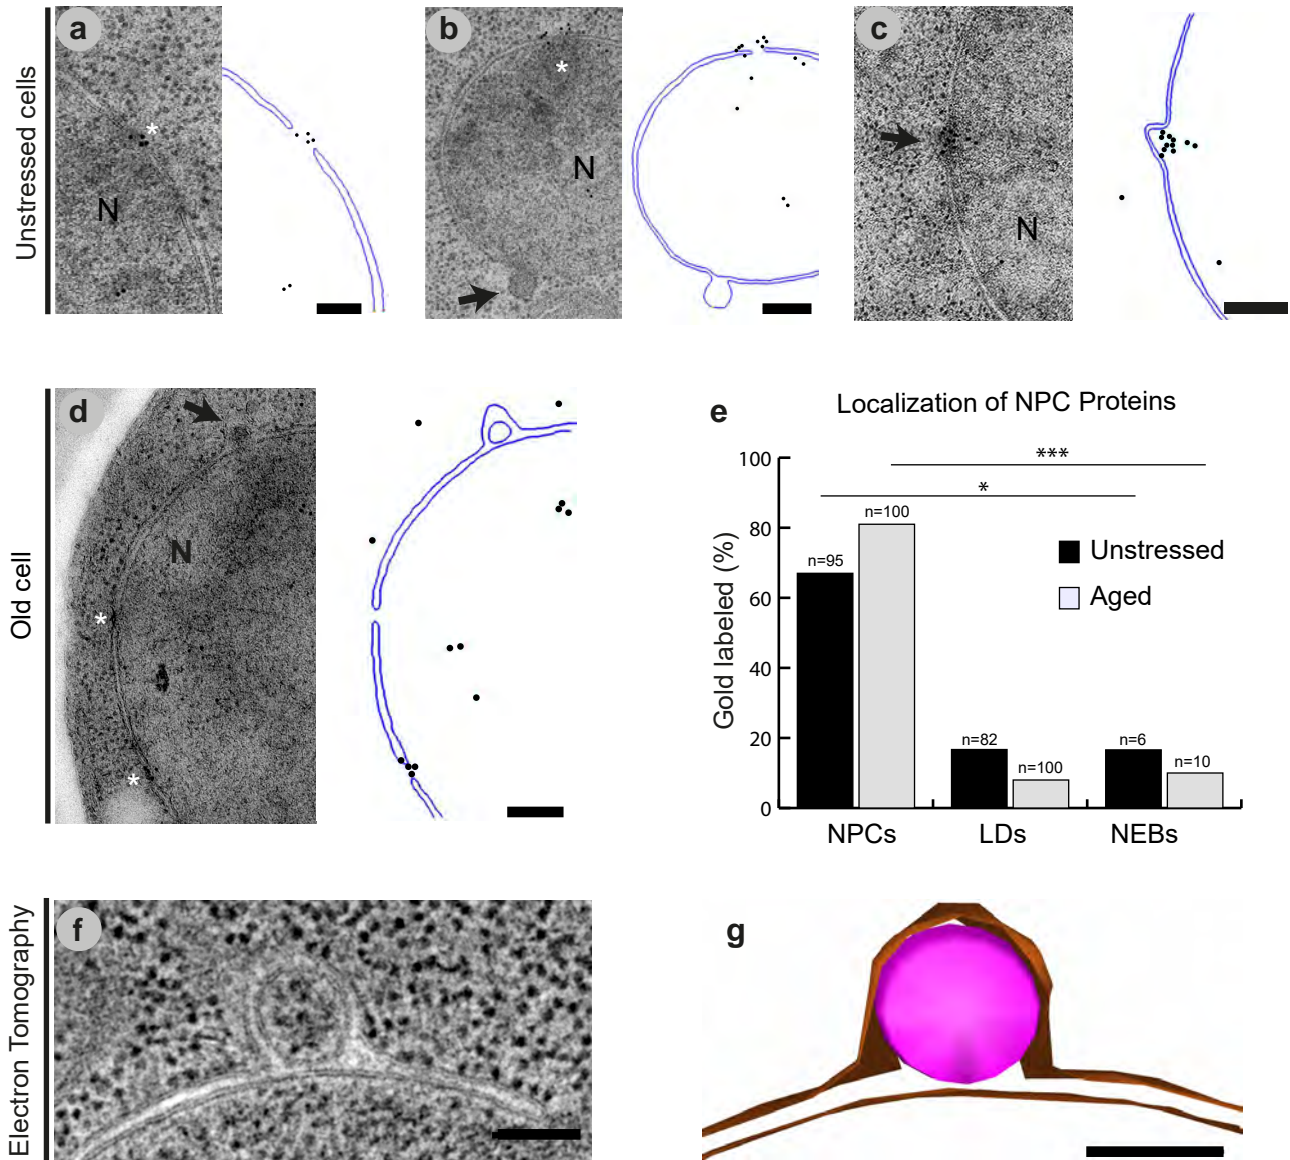 Unstressed cells
a
*
N
b
*
N
c
N
Old cell
d
N
*
*
e
Localization of NPC Proteins
Gold labeled (%)
100
80
60
40
20
0
***
*
n=95
n=100
n=82
n=100
n=6
n=10
Unstressed
Aged
NPCs
LDs
NEBs
Electron Tomography
f
g